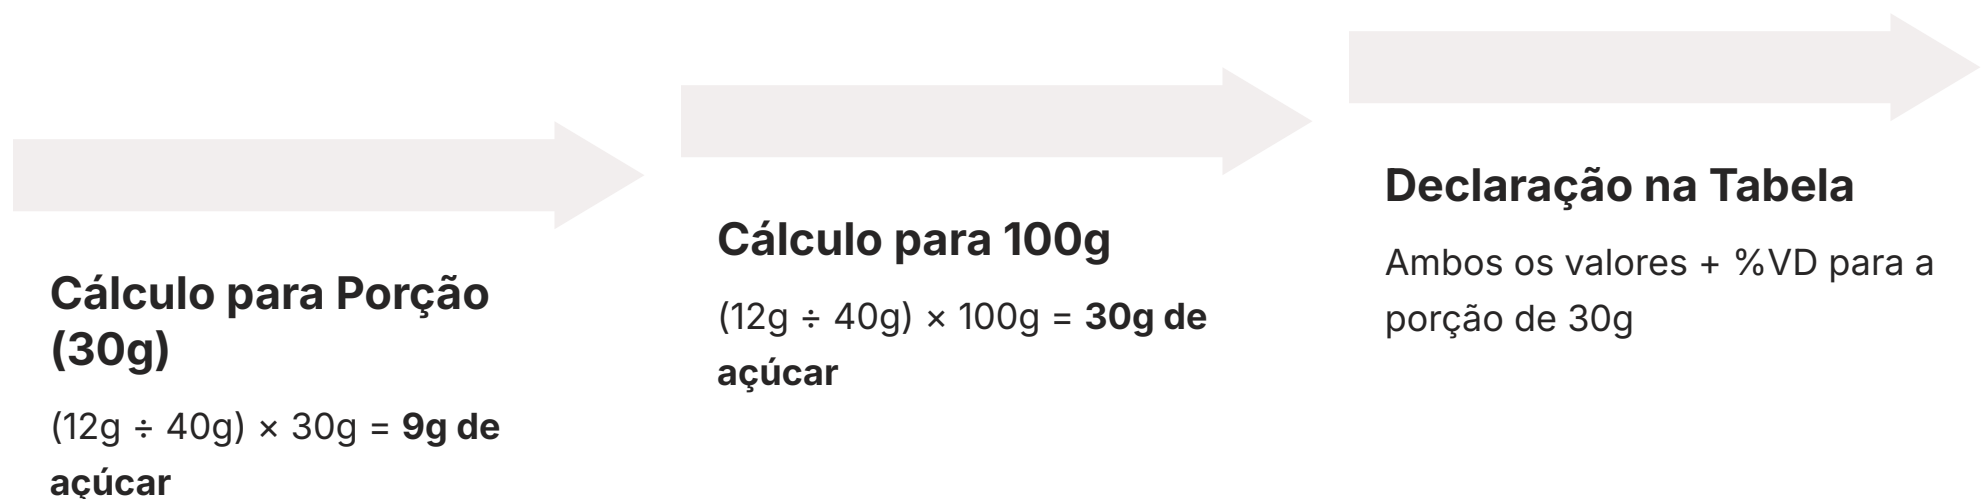 Cálculo para Porção
(30g)
(12g ÷ 40g) × 30g = 9g de
açúcar
Cálculo para 100g
(12g ÷ 40g) × 100g = 30g de
açúcar
Declaração na Tabela
Ambos os valores + %VD para a
porção de 30g